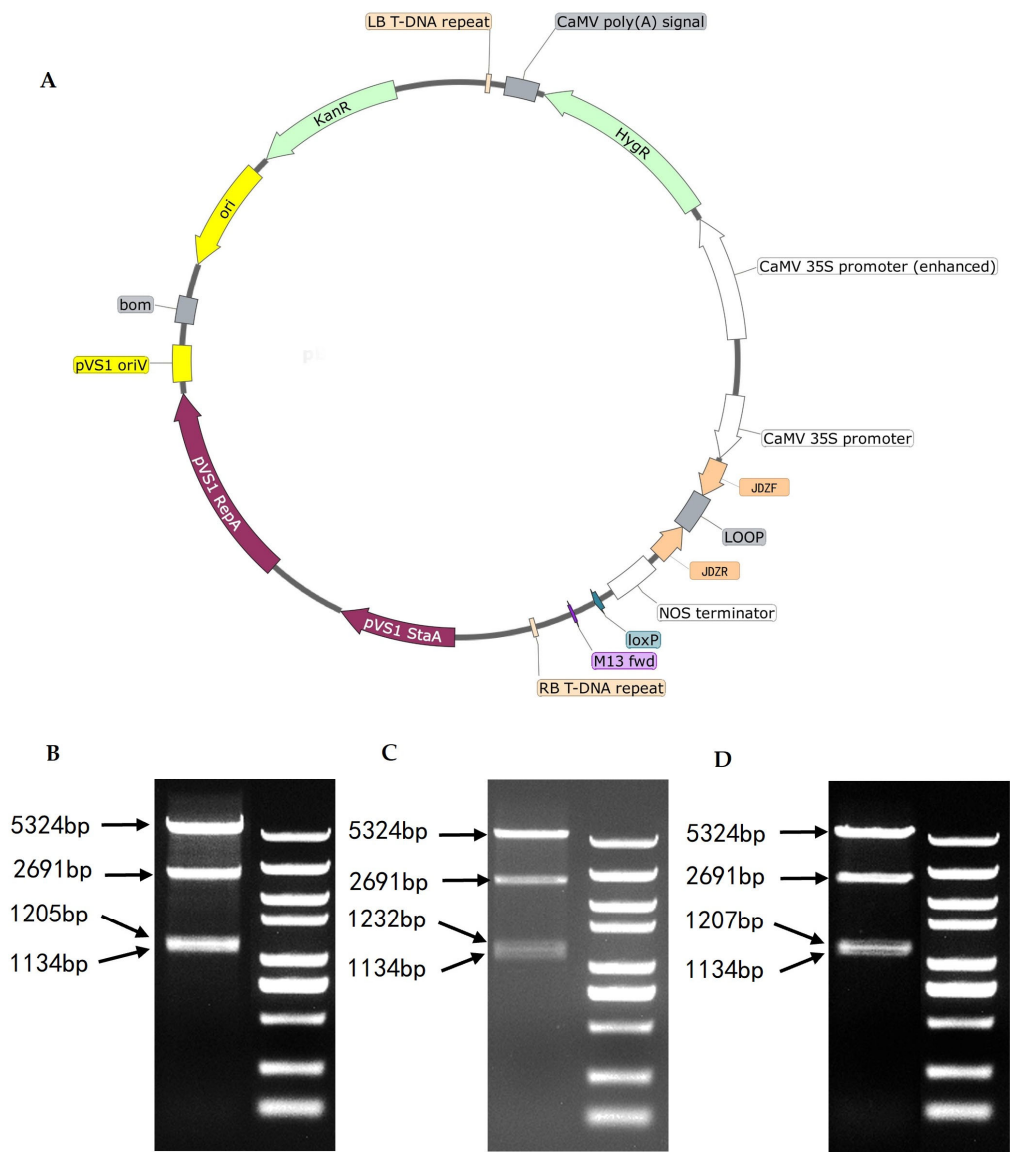 LB T-DNA repeat
CaMV poly(A) signal
A
KanR
HygR
ori
CaMV 35S promoter (enhanced)
bom
pVS1 oriV
CaMV 35S promoter
JDZF
pVS1 RepA
LOOP
JDZR
NOS terminator
pVS1 StaA
loxP
M13 fwd
RB T-DNA repeat
B
C
D
5324bp
2691bp
1205bp
1134bp
5324bp
2691bp
1232bp
1134bp
5324bp
2691bp
1207bp
1134bp